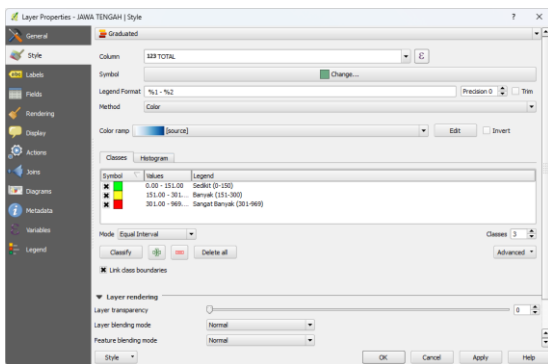 Layer Properties - JAWA TENGAH | Style
General
Style
Labels
Fields
Rendering
Display
Actions
Joins
Diagrams
Metadata
Variables
Legend
Graduated
Column 123 TOTAL ε
Symbol Change...
Legend Format %1 - %2 Precision 0 Trim
Method Color
Color ramp [source] Edit Invert
Classes Histogram
Symbol Values Legend
0.00 - 151.00 Sedikit (0-150)
151.00 - 301.... Banyak (151-300)
301.00 - 969.... Sangat Banyak (301-969)
Mode Equal Interval Classes 3
Classify Delete all Advanced
Link class boundaries
Layer rendering
Layer transparency 0
Layer blending mode Normal
Feature blending mode Normal
Style OK Cancel Apply Help